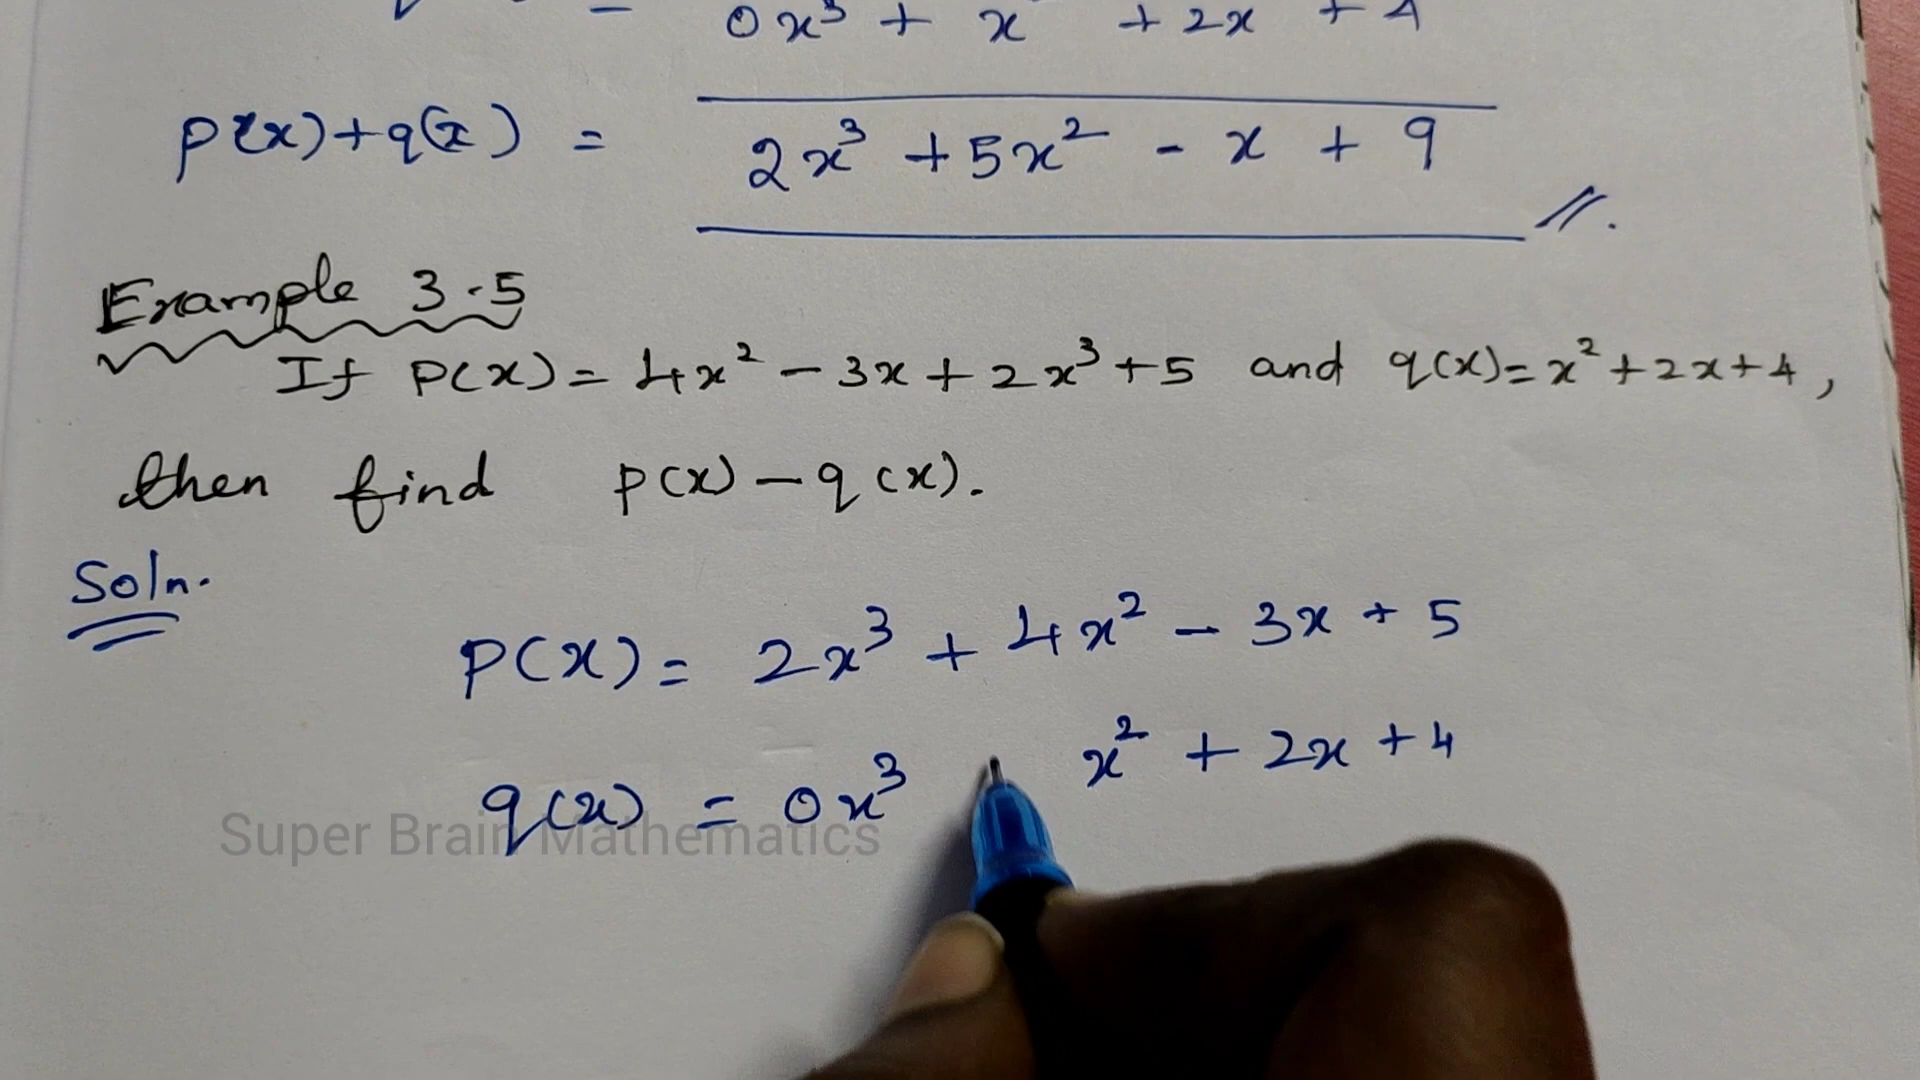 0x³ + x + 2x + 4
p(x)+q(x) =
2x³ + 5x² - x + 9 //.
Example 3.5
If P(x) = 4x² - 3x + 2x³ + 5 and q(x) = x² + 2x + 4,
then find p(x) - q(x).
Soln.
P(x) = 2x³ + 4x² - 3x + 5
q(x) = 0x³ x² + 2x + 4
Super Brain Mathematics